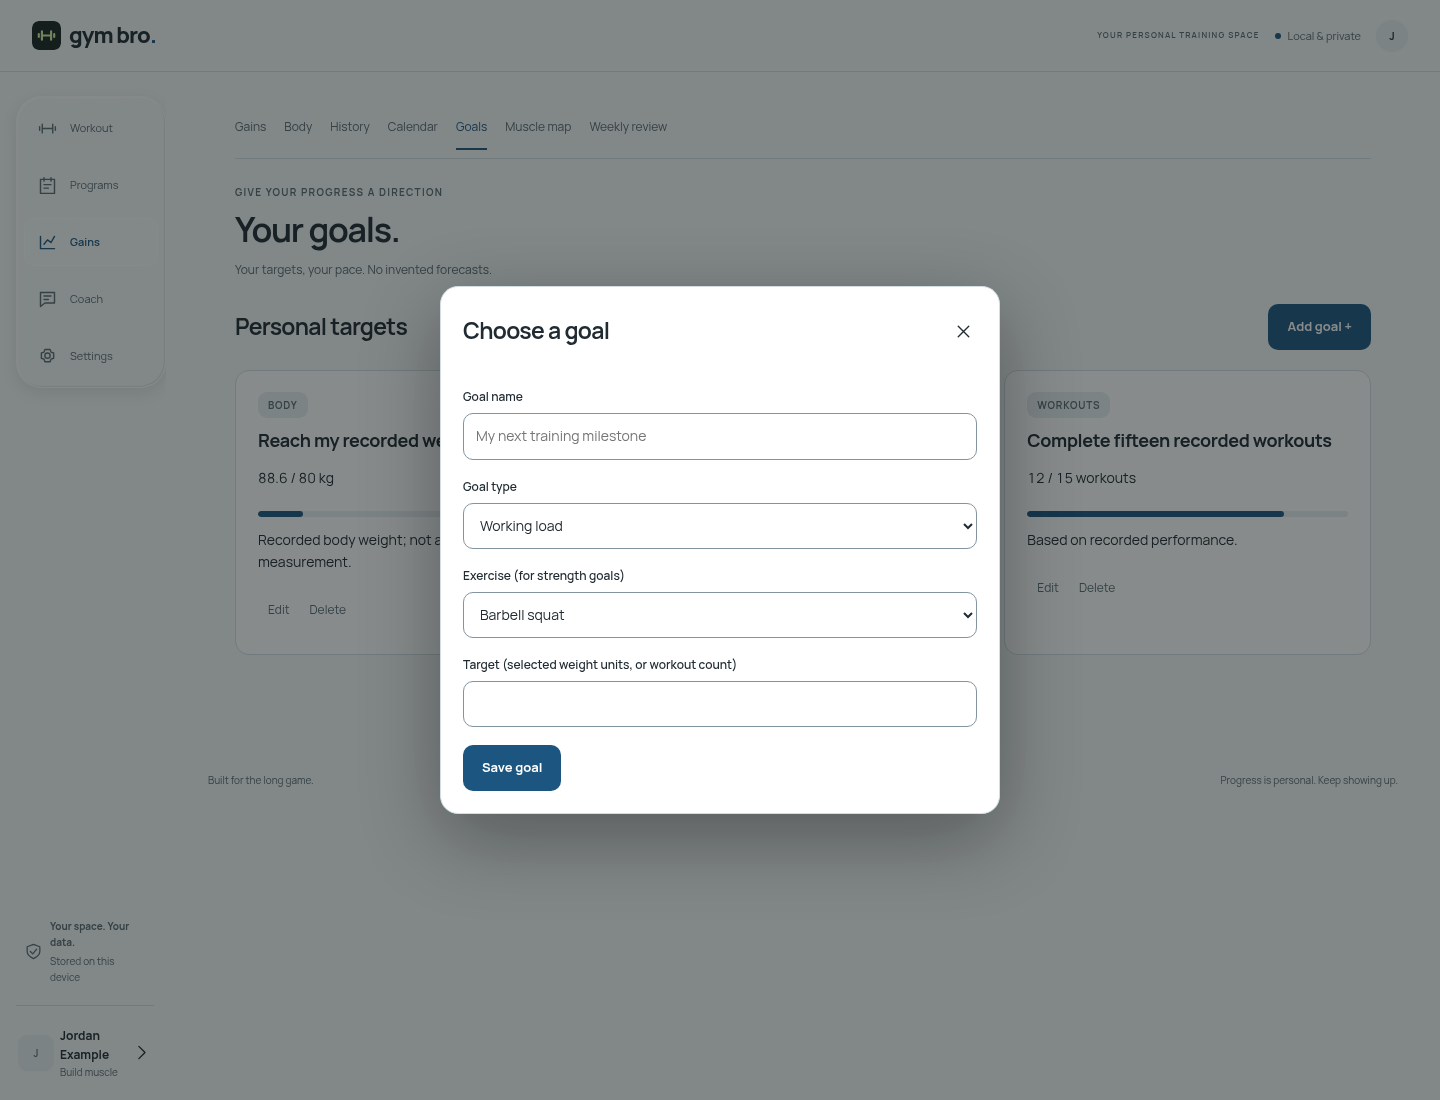 gym bro.
YOUR PERSONAL TRAINING SPACE
Local & private
J
Workout
Programs
Gains
Coach
Settings
Gains
Body
History
Calendar
Goals
Muscle map
Weekly review
GIVE YOUR PROGRESS A DIRECTION
Your goals.
Your targets, your pace. No invented forecasts.
Personal targets
Add goal +
BODY
Reach my recorded we
88.6 / 80 kg
Recorded body weight; not a
measurement.
Edit
Delete
WORKOUTS
Complete fifteen recorded workouts
12 / 15 workouts
Based on recorded performance.
Edit
Delete
Choose a goal
Goal name
My next training milestone
Goal type
Working load
Exercise (for strength goals)
Barbell squat
Target (selected weight units, or workout count)
Save goal
Built for the long game.
Progress is personal. Keep showing up.
Your space. Your
data.
Stored on this
device
J
Jordan
Example
Build muscle